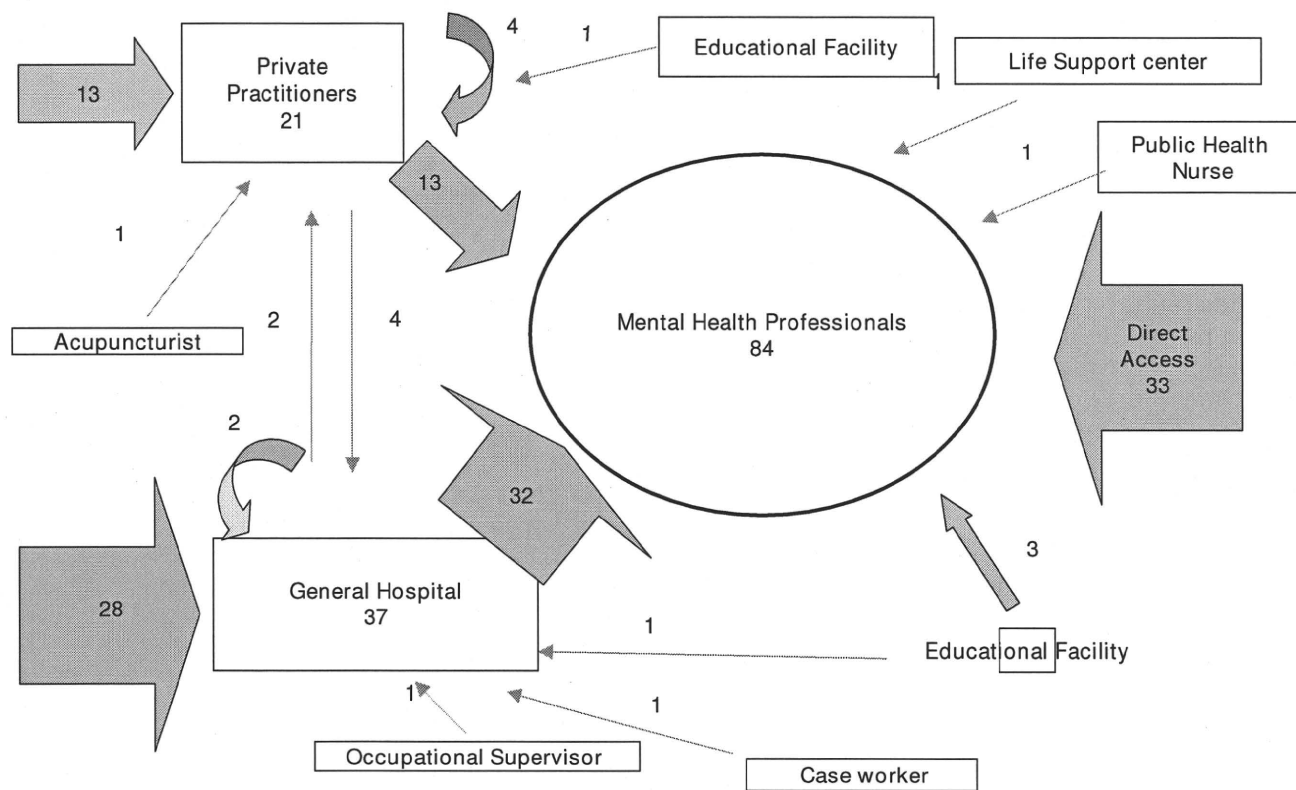 4
1
Educational Facility
1
Life Support center
Private
Practitioners
21
13
1
Public Health
Nurse
13
1
Acupuncturist
2
4
Mental Health Professionals
84
Direct
Access
33
2
32
3
General Hospital
37
28
1
Educational Facility
1
1
Occupational Supervisor
Case worker